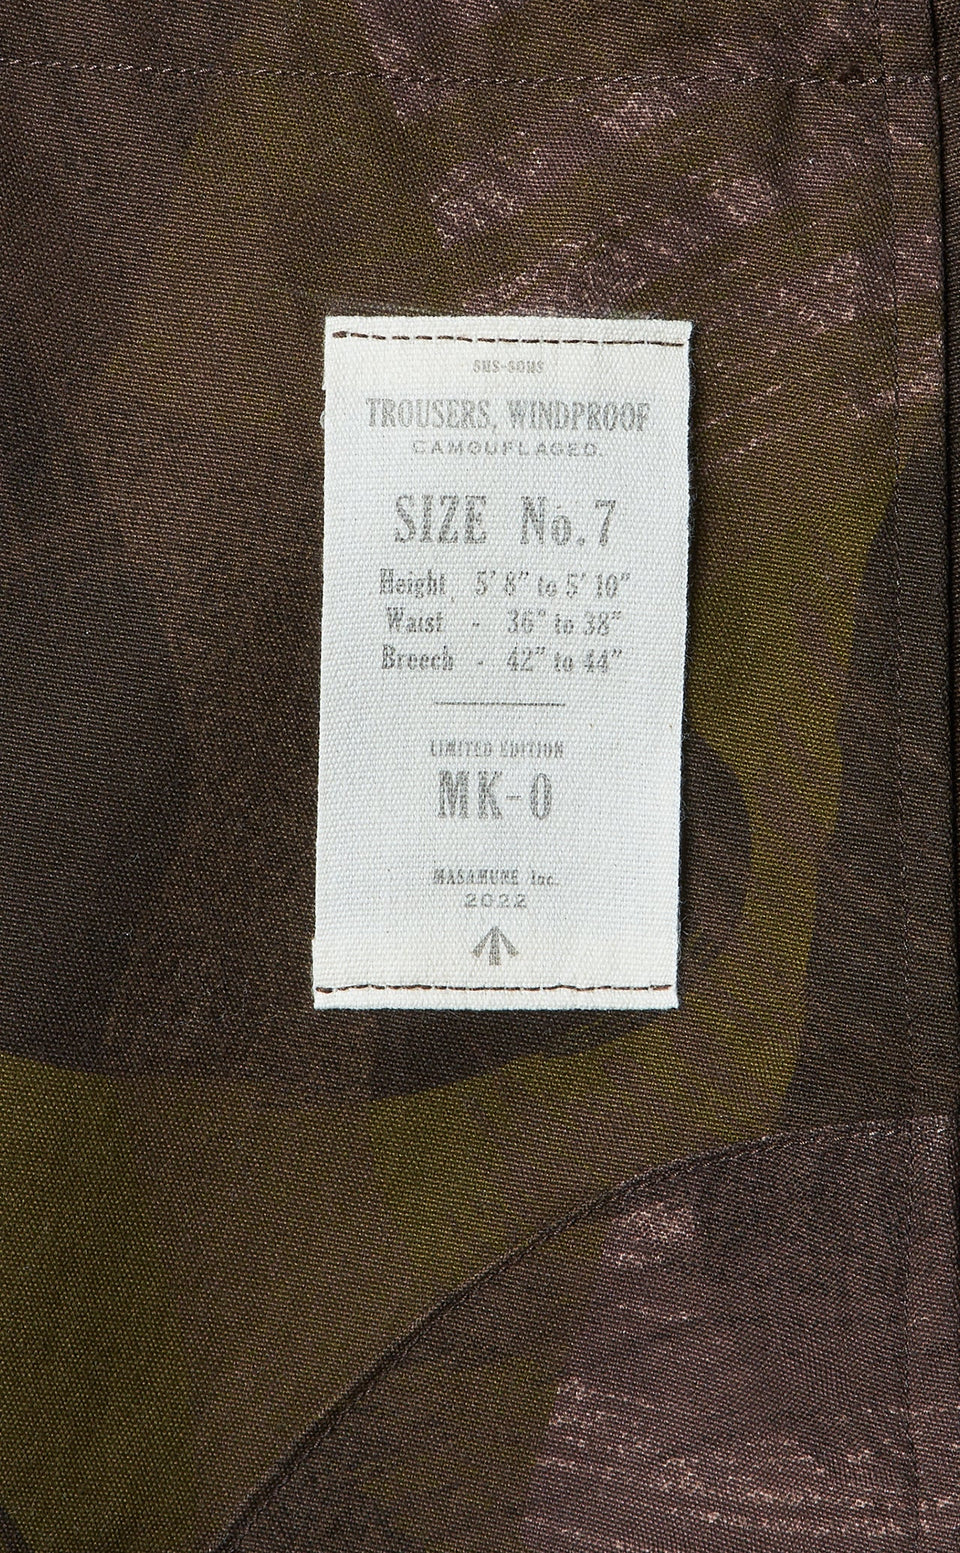 SHS-SONS
TROUSERS, WINDPROOF
CAMOUFLAGED.
SIZE No.7
Height - 5' 8" to 5' 10"
Waist - 36" to 38"
Breech - 42" to 44"
LIMITED EDITION
MK-0
MASAMUNE Inc.
2022